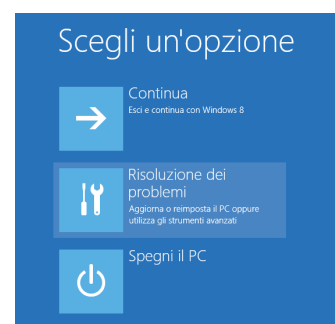 Scegli un'opzione
Continua
Esci e continua con Windows 8
Risoluzione dei
problemi
Aggiorna o reimposta il PC oppure
utilizza gli strumenti avanzati
Spegni il PC